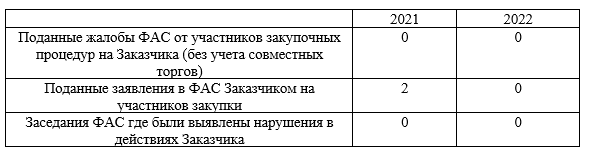 2021 2022
Поданные жалобы ФАС от участников закупочных 0 0
процедур на Заказчика (без учета совместных
торгов)
Поданные заявления в ФАС Заказчиком на 2 0
участников закупки
Заседания ФАС где были выявлены нарушения в 0 0
действиях Заказчика